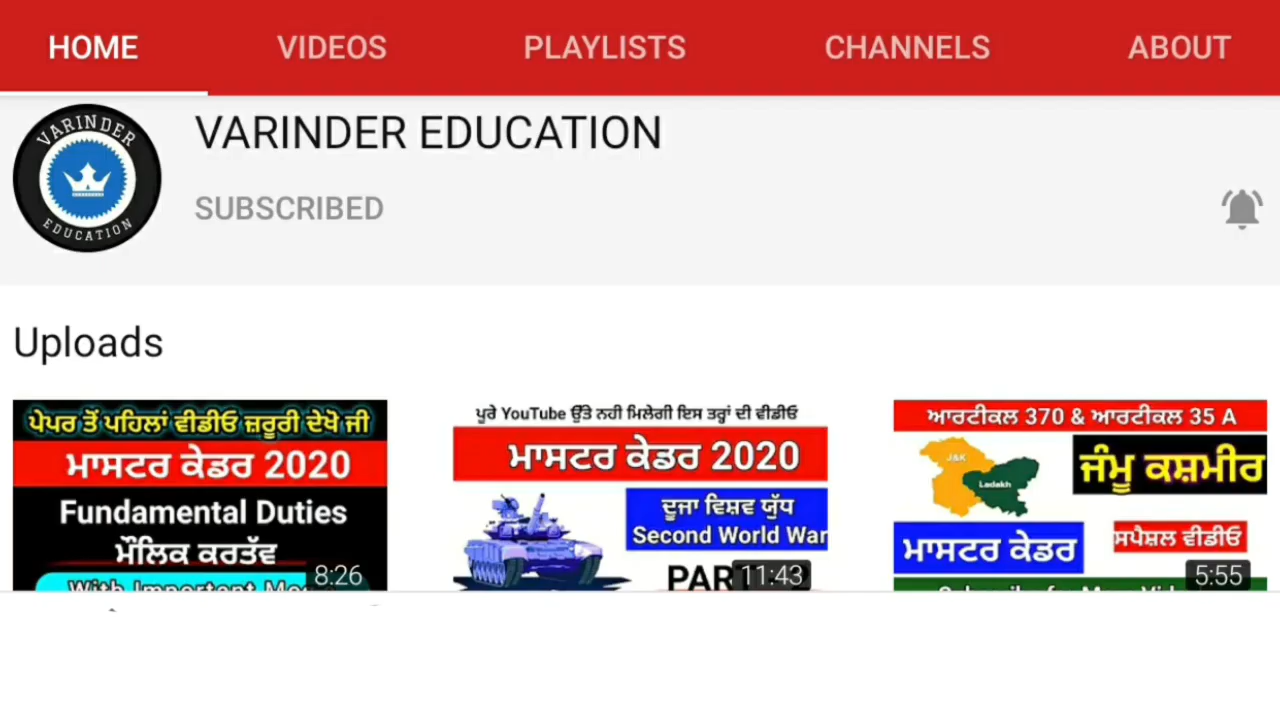 HOME VIDEOS PLAYLISTS CHANNELS ABOUT
VARINDER EDUCATION
VARINDER EDUCATION
SUBSCRIBED
Uploads
ਪੇਪਰ ਤੋਂ ਪਹਿਲਾਂ ਵੀਡੀਓ ਜ਼ਰੂਰੀ ਦੇਖੋ ਜੀ
ਮਾਸਟਰ ਕੇਡਰ 2020
Fundamental Duties
ਮੌਲਿਕ ਕਰਤੱਵ
With Important
8:26
ਪੂਰੇ YouTube ਉੱਤੇ ਨਹੀ ਮਿਲੇਗੀ ਇਸ ਤਰ੍ਹਾਂ ਦੀ ਵੀਡੀਓ
ਮਾਸਟਰ ਕੇਡਰ 2020
ਦੂਜਾ ਵਿਸ਼ਵ ਯੁੱਧ
Second World War
11:43
ਆਰਟੀਕਲ 370 & ਆਰਟੀਕਲ 35 A
J&K
Ladakh
ਜੰਮੂ ਕਸ਼ਮੀਰ
ਮਾਸਟਰ ਕੇਡਰ
ਸਪੈਸ਼ਲ ਵੀਡੀਓ
5:55